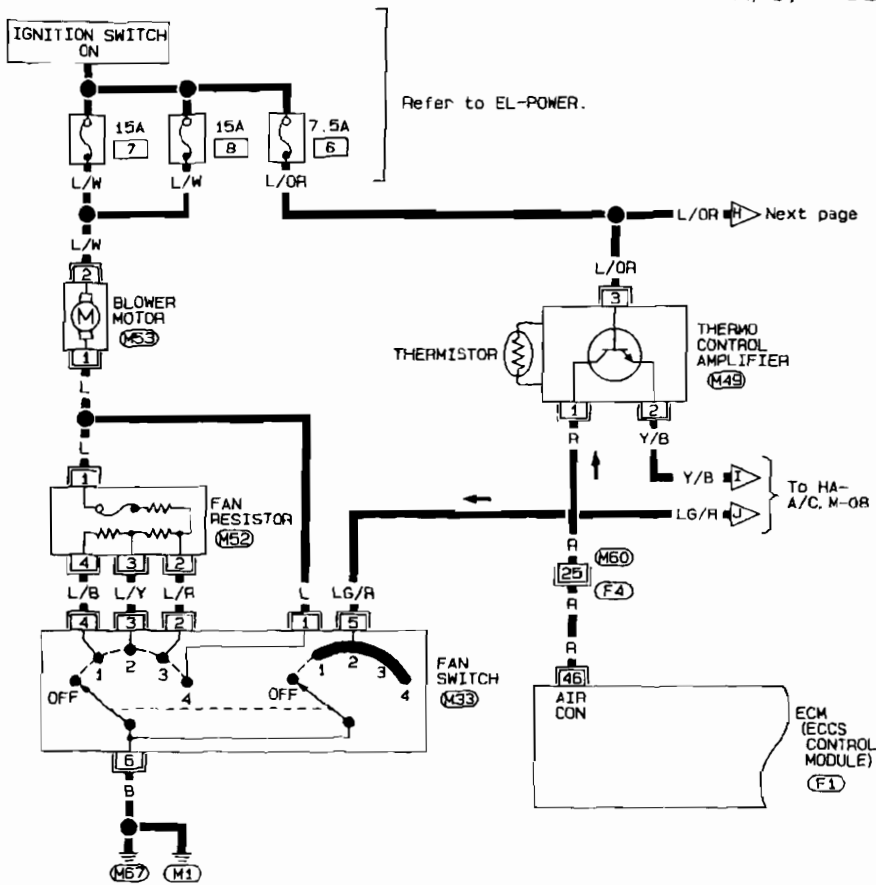 IGNITION SWITCH
ON
Refer to EL-POWER.
15A
7
15A
8
7.5A
6
L/W
L/W
L/OR
L/OR
H
Next page
L/W
L/OR
2
3
BLOWER
MOTOR
M53
M
1
THERMISTOR
THERMO
CONTROL
AMPLIFIER
M49
1
2
L
R
Y/B
L
Y/B
I
To HA-
A/C, M-08
LG/R
J
1
FAN
RESISTOR
M52
4
3
2
R
M60
25
F4
L/B
L/Y
L/R
L
LG/R
R
4
3
2
1
5
R
1
2
3
4
OFF
1
2
3
4
OFF
FAN
SWITCH
M33
46
AIR
CON
ECM
(ECCS
CONTROL
MODULE)
F1
6
B
M67
M1